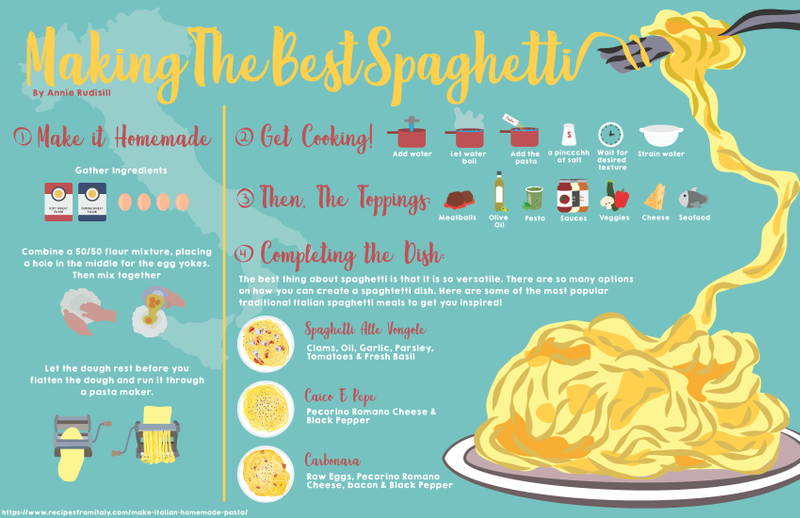 Making The Best Spaghetti
By Annie Rudisill
① Make it Homemade
Gather Ingredients
SOFT WHEAT
FLOUR
DURUM WHEAT
FLOUR
Combine a 50/50 flour mixture, placing
a hole in the middle for the egg yokes.
Then mix together
Let the dough rest before you
flatten the dough and run it through
a pasta maker.
② Get Cooking!
Add water
Let water
boil
Add the
pasta
S
a pinccchh
of salt
Wait for
desired
texture
Strain water
③ Then, The Toppings:
Meatballs
Olive
Oil
Pesto
Sauces
Veggies
Cheese
Seafood
④ Completing the Dish:
The best thing about spaghetti is that it is so versatile. There are so many options
on how you can create a spaghtetti dish. Here are some of the most popular
traditional Italian spaghetti meals to get you inspired!
Spaghetti Alle Vongole
Clams, Oil, Garlic, Parsley,
Tomatoes & Fresh Basil
Caico E Pepe
Pecorino Romano Cheese &
Black Pepper
Carbonara
Raw Eggs, Pecorino Romano
Cheese, bacon & Black Pepper
https://www.recipesfromitaly.com/make-italian-homemade-pasta/